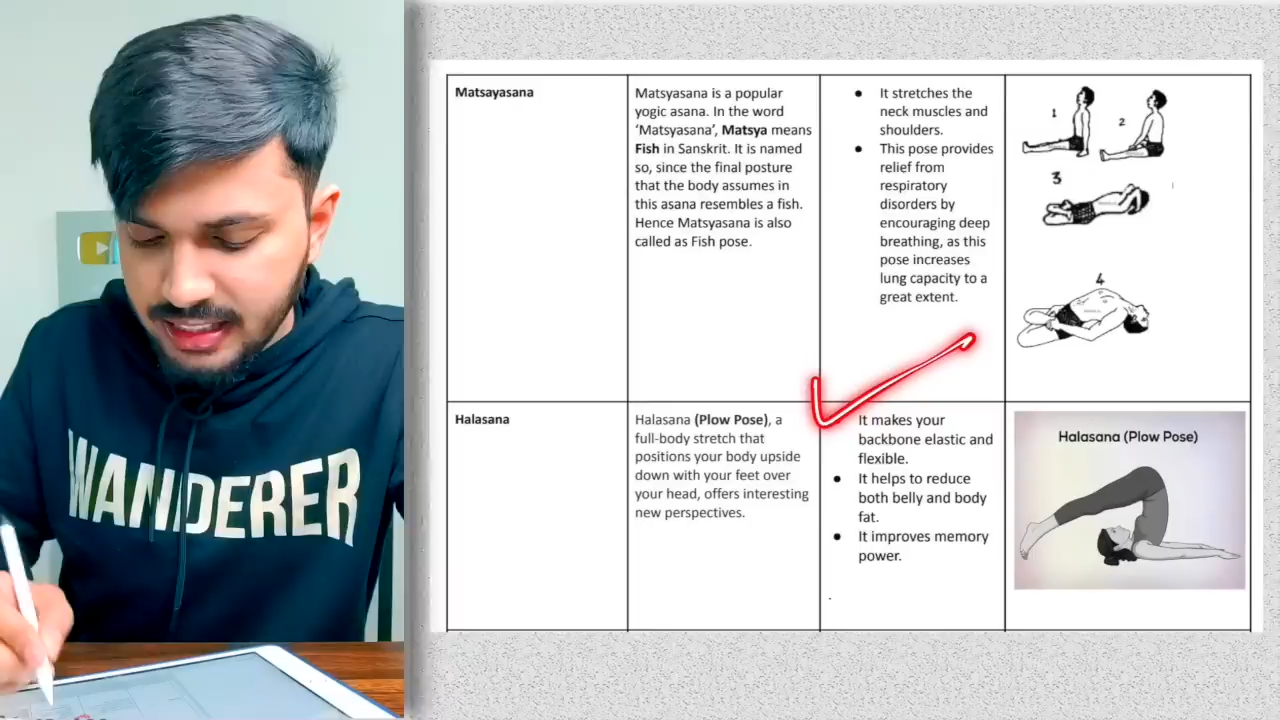 WANDERER
Matsayasana
Matsyasana is a popular
yogic asana. In the word
‘Matsyasana’, Matsya means
Fish in Sanskrit. It is named
so, since the final posture
that the body assumes in
this asana resembles a fish.
Hence Matsyasana is also
called as Fish pose.
● It stretches the
neck muscles and
shoulders.
● This pose provides
relief from
respiratory
disorders by
encouraging deep
breathing, as this
pose increases
lung capacity to a
great extent.
1
2
3
4
Halasana
Halasana (Plow Pose), a
full-body stretch that
positions your body upside
down with your feet over
your head, offers interesting
new perspectives.
It makes your
backbone elastic and
flexible.
● It helps to reduce
both belly and body
fat.
● It improves memory
power.
.
Halasana (Plow Pose)